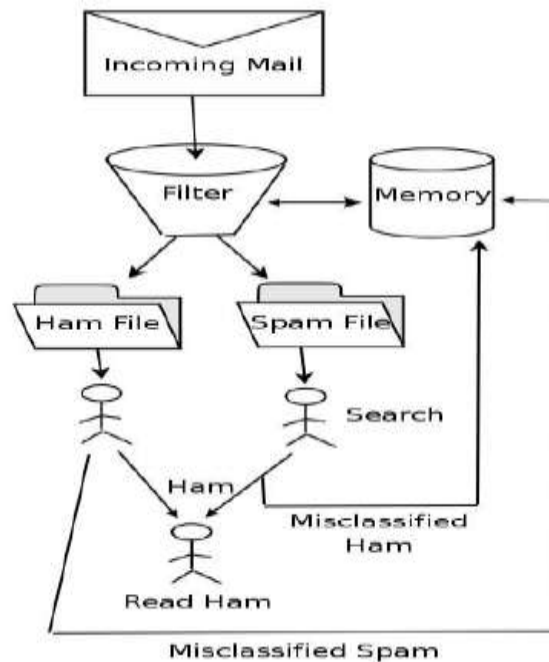 Incoming Mail
Filter
Memory
Ham File
Spam File
Search
Ham
Misclassified
Ham
Read Ham
Misclassified Spam